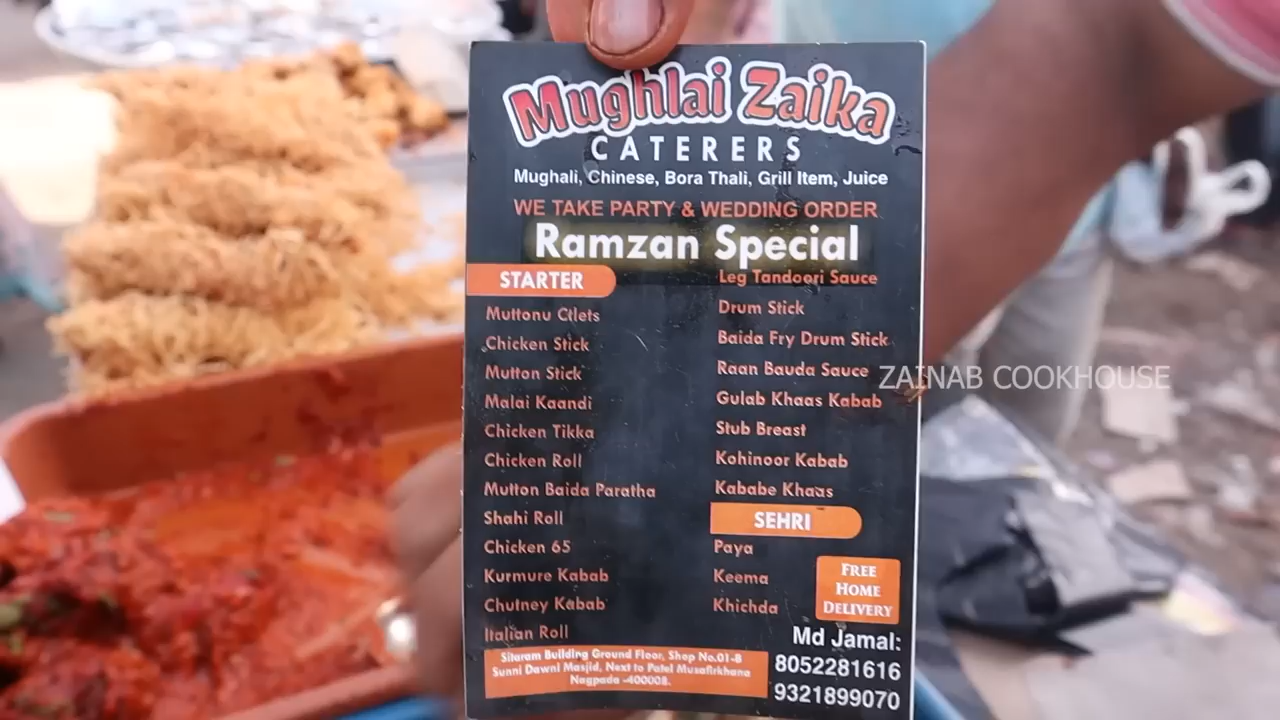 Mughlai Zaika
CATERERS
Mughali, Chinese, Bora Thali, Grill Item, Juice
WE TAKE PARTY & WEDDING ORDER
Ramzan Special
STARTER
Muttonu Ctlets
Chicken Stick
Mutton Stick
Malai Kaandi
Chicken Tikka
Chicken Roll
Mutton Baida Paratha
Shahi Roll
Chicken 65
Kurmure Kabab
Chutney Kabab
Italian Roll
Leg Tandoori Sauce
Drum Stick
Baida Fry Drum Stick
Raan Bauda Sauce
Gulab Khaas Kabab
Stub Breast
Kohinoor Kabab
Kababe Khaas
SEHRI
Paya
Keema
Khichda
FREE
HOME
DELIVERY
Sitaram Building Ground Floor, Shop No.01-B
Sunni Dawni Masjid, Next to Patel Musafirkhana
Nagpada -400008.
Md Jamal:
8052281616
9321899070
ZAINAB COOKHOUSE